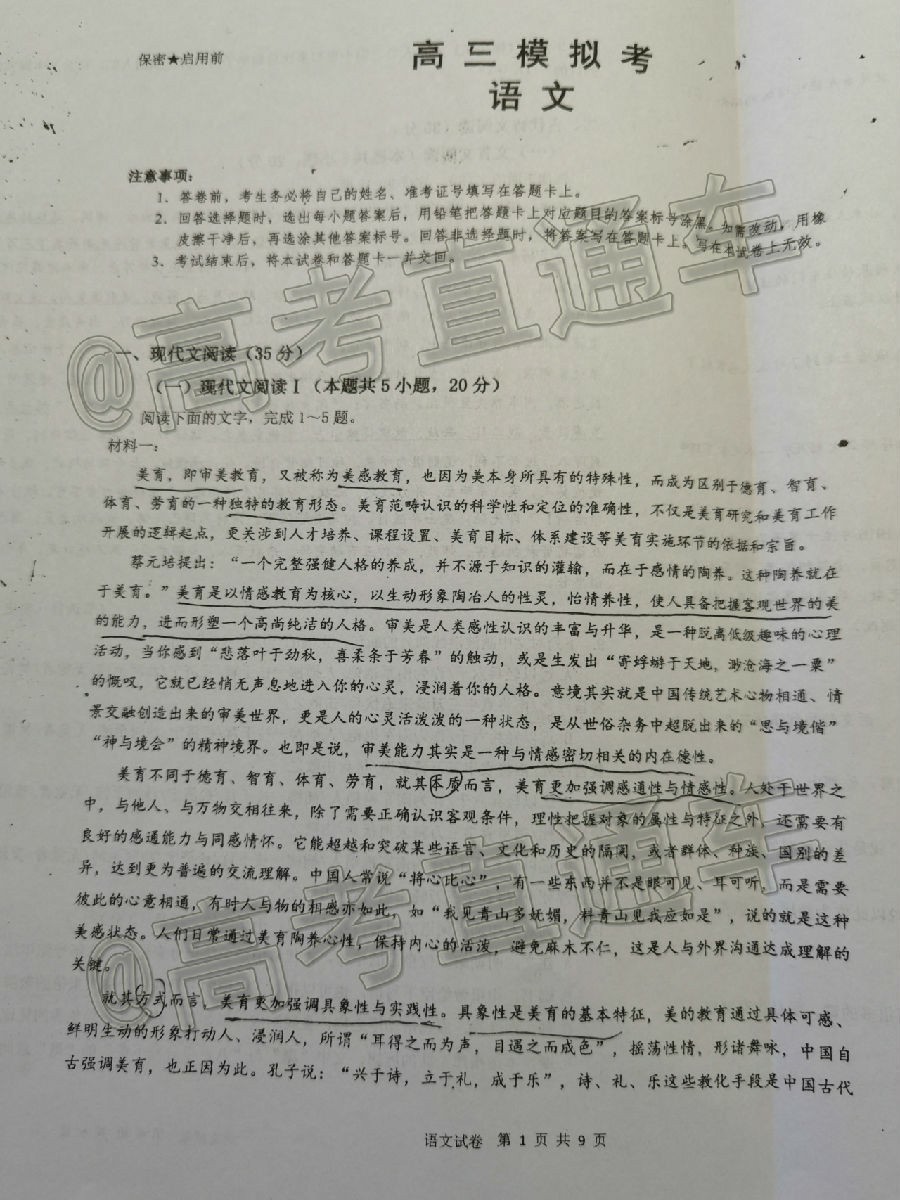 保密★启用前
高三模拟考
语文
注意事项：
1、答卷前，考生务必将自己的姓名、准考证号填写在答题卡上。
2、回答选择题时，选出每小题答案后，用铅笔把答题卡上对应题目的答案标号涂黑。如需改动，用橡
皮擦干净后，再选涂其他答案标号。回答非选择题时，将答案写在答题卡上。写在本试卷上无效。
3、考试结束后，将本试卷和答题卡一并交回。
@高考直通车
一、现代文阅读（35分）
（一）现代文阅读Ⅰ（本题共5小题，20分）
阅读下面的文字，完成1～5题。
材料一：
美育，即审美教育，又被称为美感教育，也因为美本身所具有的特殊性，而成为区别于德育、智育、
体育、劳育的一种独特的教育形态。美育范畴认识的科学性和定位的准确性，不仅是美育研究和美育工作
开展的逻辑起点，更关涉到人才培养、课程设置、美育目标、体系建设等美育实施环节的依据和宗旨。
蔡元培提出：“一个完整强健人格的养成，并不源于知识的灌输，而在于感情的陶养。这种陶养就在
于美育。”美育是以情感教育为核心，以生动形象陶冶人的性灵，怡情养性，使人具备把握客观世界的美
的能力，进而形塑一个高尚纯洁的人格。审美是人类感性认识的丰富与升华，是一种脱离低级趣味的心理
活动，当你感到“悲落叶于劲秋，喜柔条于芳春”的触动，或是生发出“寄蜉蝣于天地，渺沧海之一粟”
的慨叹，它就已经悄无声息地进入你的心灵，浸润着你的人格。意境其实就是中国传统艺术心物相通、情
景交融创造出来的审美世界，更是人的心灵活泼泼的一种状态，是从世俗杂务中超脱出来的“思与境偕”
“神与境会”的精神境界。也即是说，审美能力其实是一种与情感密切相关的内在德性。
美育不同于德育、智育、体育、劳育，就其本质而言，美育更加强调感通性与情感性。人处于世界之
中，与他人、与万物交相往来，除了需要正确认识客观条件，理性把握对象的属性与特征之外，还需要有
良好的感通能力与同感情怀。它能超越和突破某些语言、文化和历史的隔阂，或者群体、种族、国别的差
异，达到更为普遍的交流理解。中国人常说“将心比心”，有一些东西并不是眼可见、耳可听，而是需要
彼此的心意相通，有时人与物的相感亦如此，如“我见青山多妩媚，料青山见我应如是”，说的就是这种
美感状态。人们日常通过美育陶养心性，保持内心的活泼，避免麻木不仁，这是人与外界沟通达成理解的
关键。
@高考直通车
就其方式而言，美育更加强调具象性与实践性。具象性是美育的基本特征，美的教育通过具体可感、
鲜明生动的形象打动人、浸润人，所谓“耳得之而为声，目遇之而成色”，摇荡性情，形诸舞咏，中国自
古强调美育，也正因为此。孔子说：“兴于诗，立于礼，成于乐”，诗、礼、乐这些教化手段是中国古代
语文试卷 第1页共9页